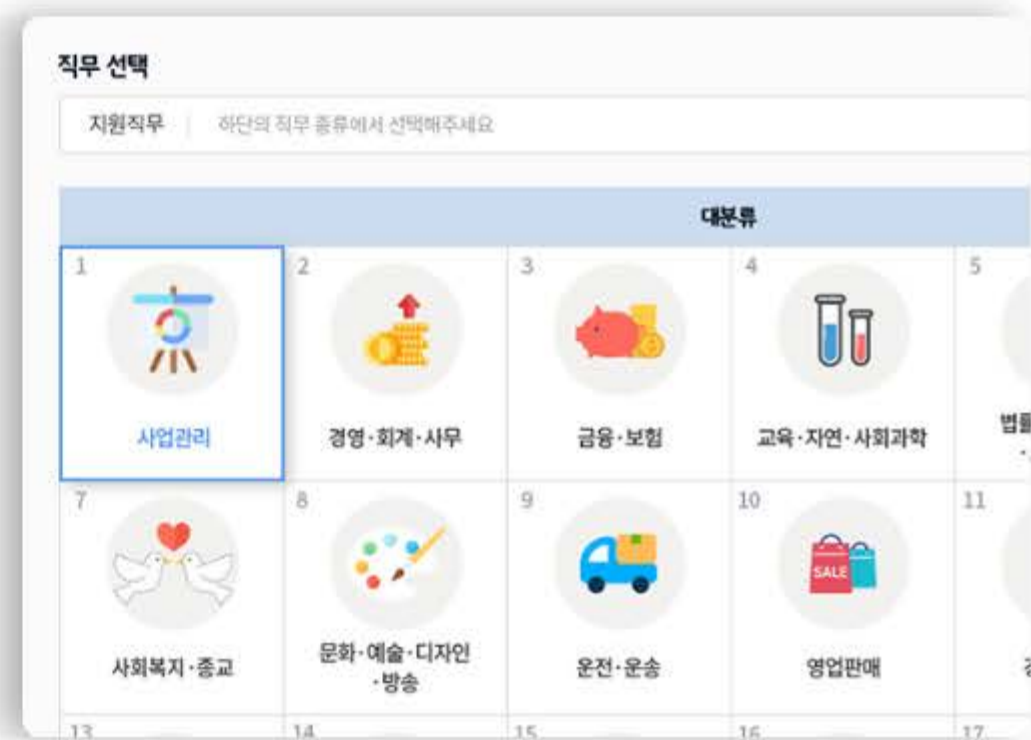 직무 선택
지원직무
하단의 직무 종류에서 선택해주세요
대분류
1
2
3
4
5
사업관리
경영·회계·사무
금융·보험
교육·자연·사회과학
7
8
9
10
11
SALE
사회복지·종교
문화·예술·디자인
·방송
운전·운송
영업판매
13
14
15
16
17